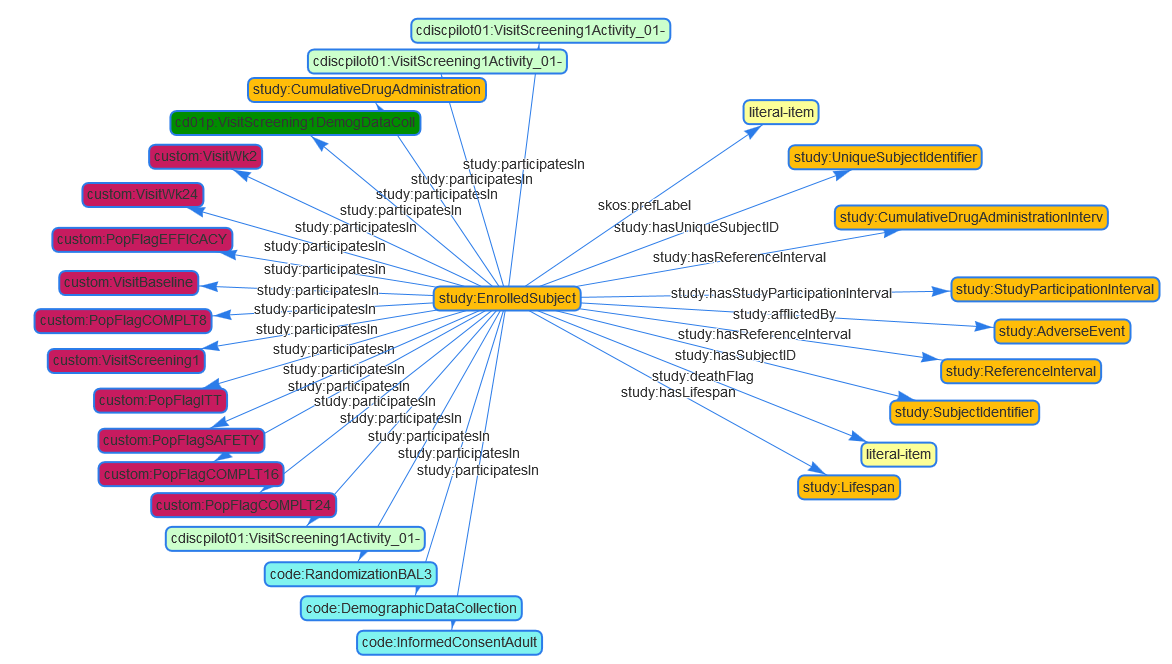 cdiscpilot01:VisitScreening1Activity_01-
cdiscpilot01:VisitScreening1Activity_01-
study:CumulativeDrugAdministration
literal-item
cd01p:VisitScreening1DemogDataColl
custom:VisitWk2
study:UniqueSubjectIdentifier
study:participatesIn
study:participatesIn
custom:VisitWk24
study:participatesIn
skos:prefLabel
study:participatesIn
study:CumulativeDrugAdministrationInterv
study:participatesIn
study:hasUniqueSubjectID
custom:PopFlagEFFICACY
study:participatesIn
study:hasReferenceInterval
study:participatesIn
custom:VisitBaseline
study:participatesIn
study:EnrolledSubject
study:hasStudyParticipationInterval
study:StudyParticipationInterval
study:participatesIn
study:afflictedBy
custom:PopFlagCOMPLT8
study:participatesIn
study:hasReferenceInterval
study:AdverseEvent
study:participatesIn
study:hasSubjectID
custom:VisitScreening1
study:participatesIn
study:deathFlag
study:ReferenceInterval
study:participatesIn
study:hasLifespan
custom:PopFlagITT
study:participatesIn
study:SubjectIdentifier
study:participatesIn
study:participatesIn
custom:PopFlagSAFETY
study:participatesIn
literal-item
study:participatesIn
custom:PopFlagCOMPLT16
study:Lifespan
custom:PopFlagCOMPLT24
cdiscpilot01:VisitScreening1Activity_01-
code:RandomizationBAL3
code:DemographicDataCollection
code:InformedConsentAdult